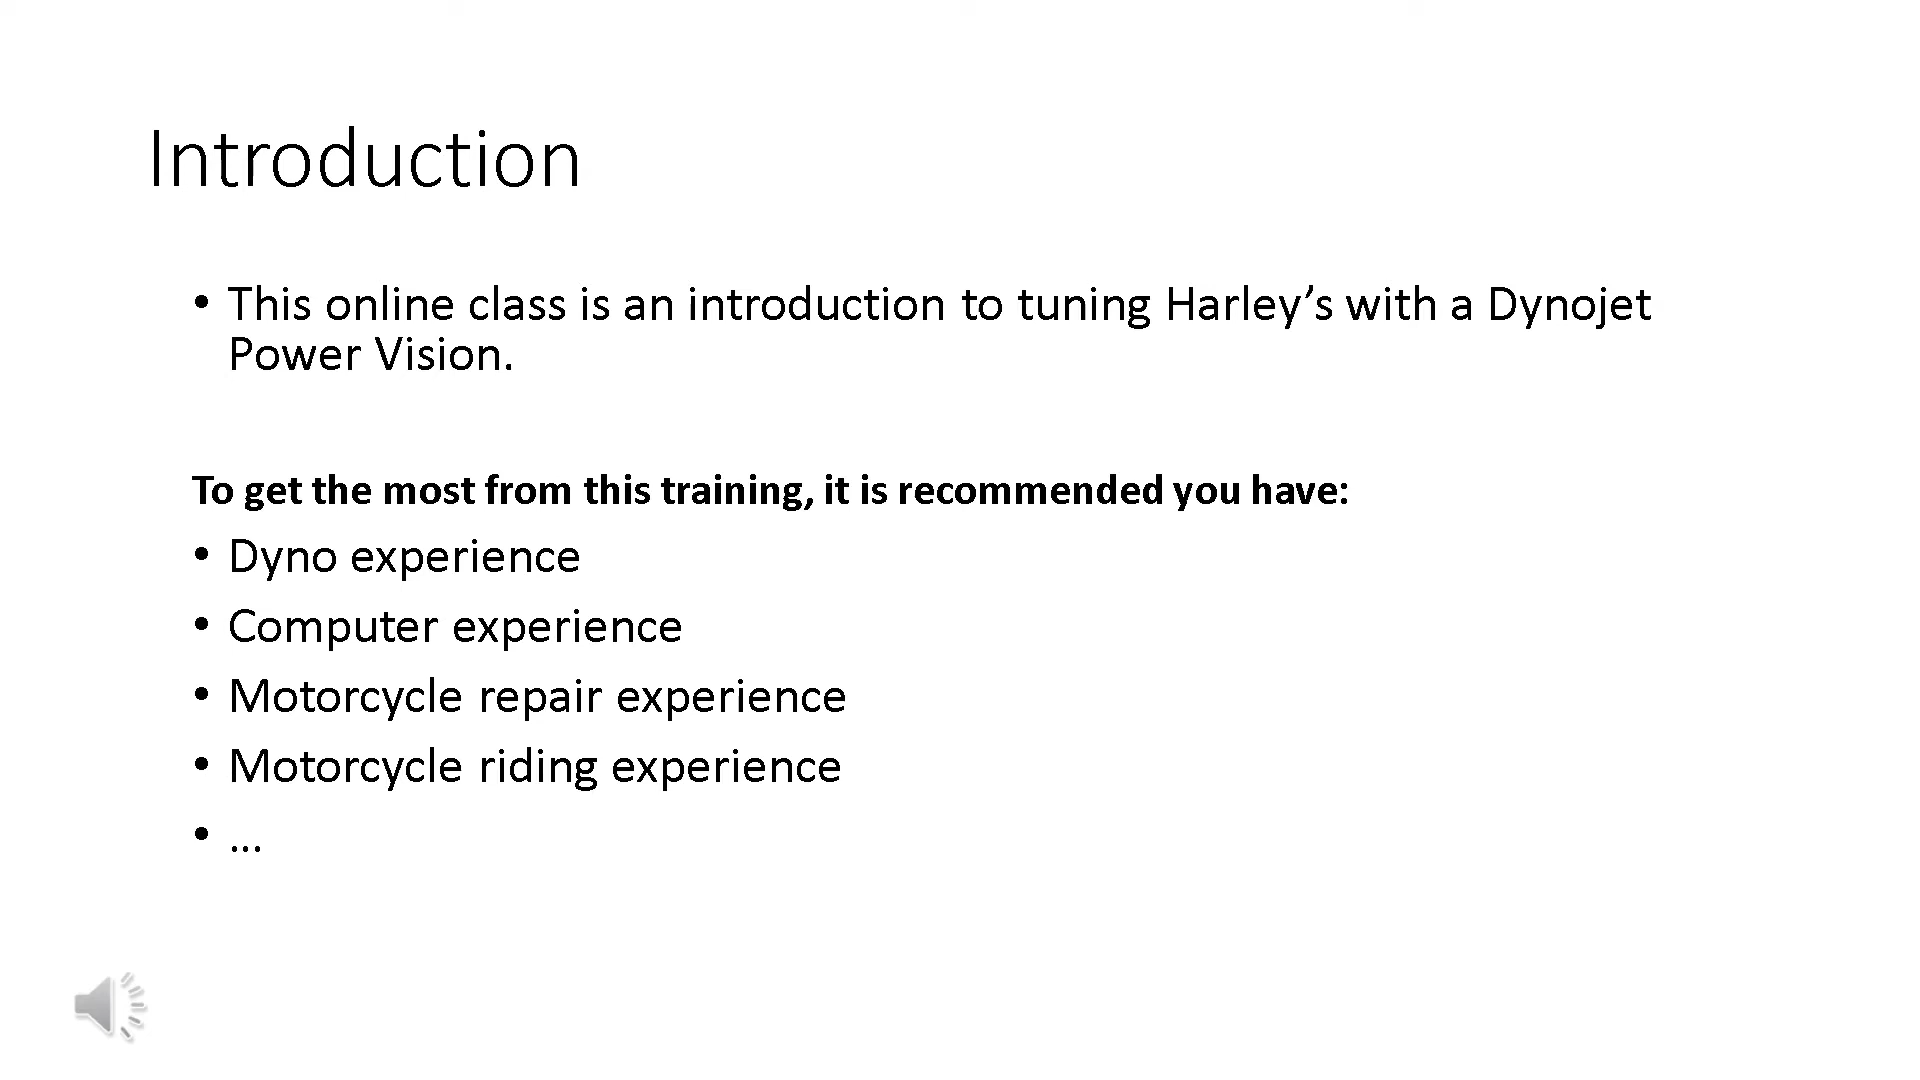 Introduction
• This online class is an introduction to tuning Harley’s with a Dynojet
Power Vision.
To get the most from this training, it is recommended you have:
• Dyno experience
• Computer experience
• Motorcycle repair experience
• Motorcycle riding experience
• …